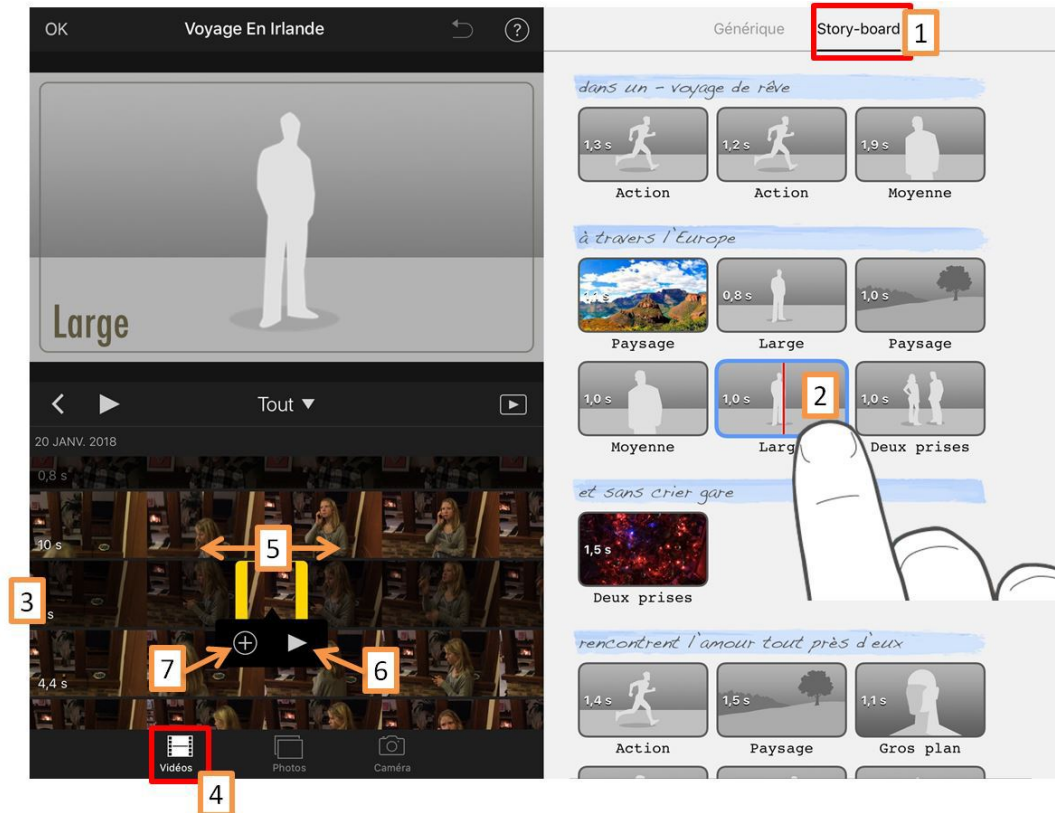 OK Voyage En Irlande ?
Large
Tout ▼
20 JANV. 2018
0,8 s
10 s
5
3
s
7
6
4,4 s
Vidéos Photos Caméra
4
Générique Story-board 1
dans un - voyage de rêve
1,3 s 1,2 s 1,9 s
Action Action Moyenne
à travers l'Europe
0,8 s 1,0 s
Paysage Large Paysage
1,0 s 1,0 s 2 1,0 s
Moyenne Larg Deux prises
et sans crier gare
1,5 s
Deux prises
rencontrent l'amour tout près d'eux
1,4 s 1,5 s 1,1 s
Action Paysage Gros plan